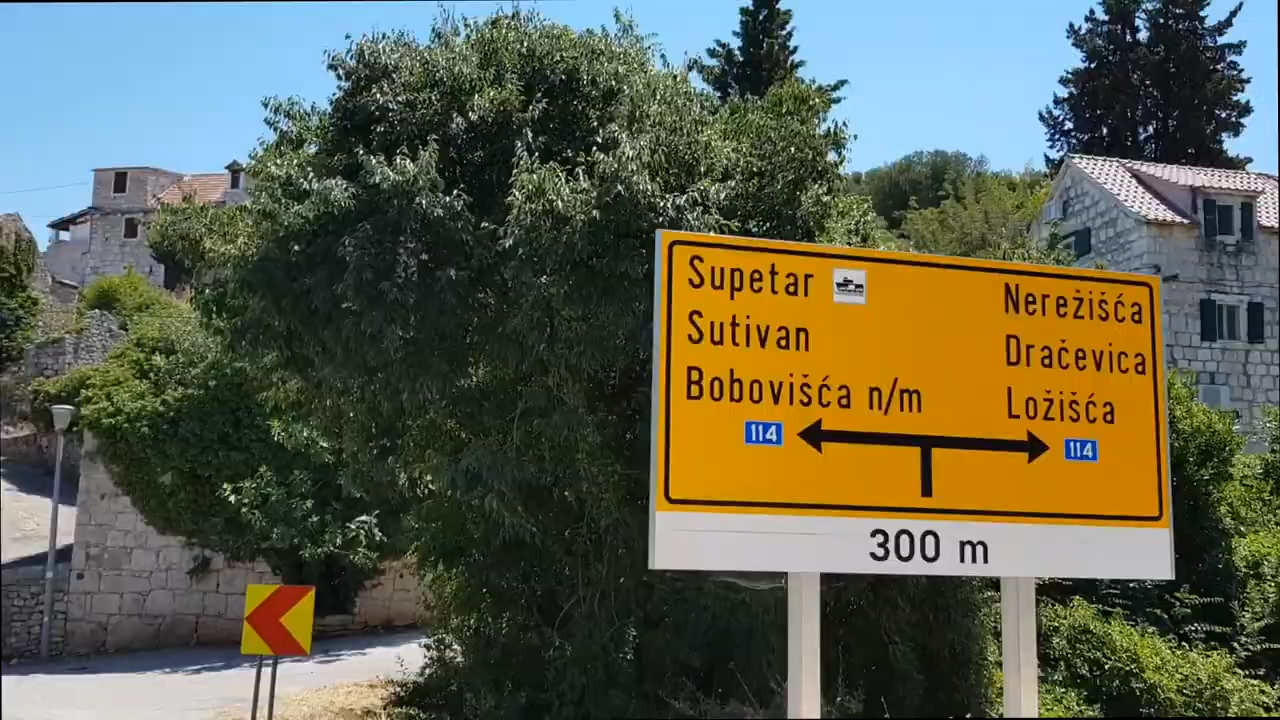 Supetar
Sutivan
Bobovišća n/m
114
Nerežišća
Dračevica
Ložišća
114
300 m